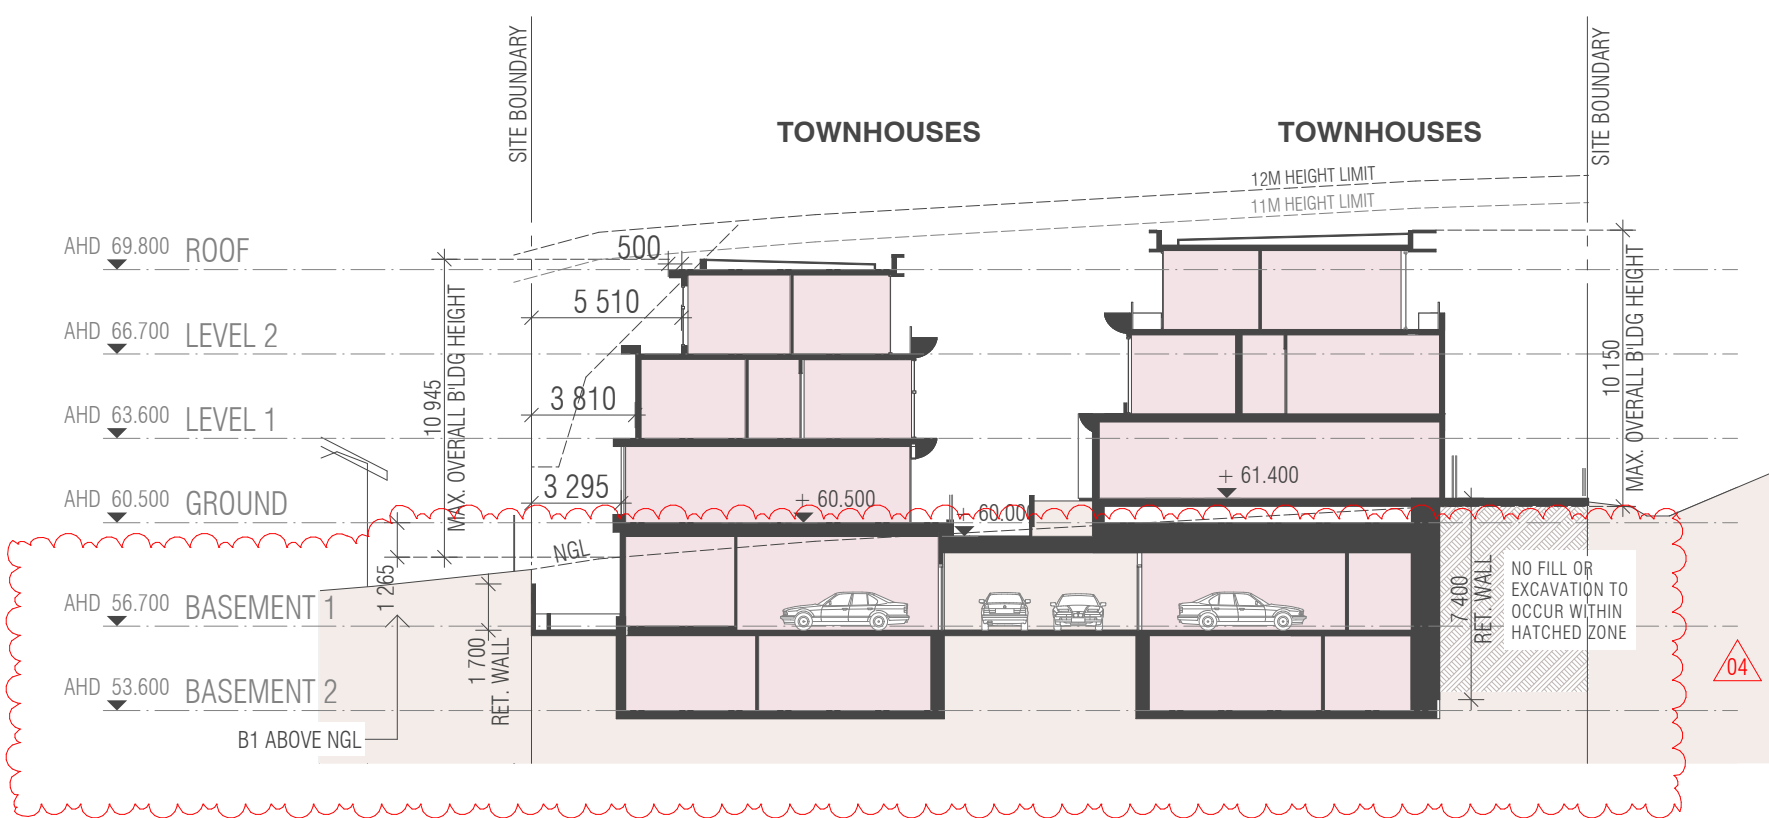 SITE BOUNDARY
SITE BOUNDARY
TOWNHOUSES
TOWNHOUSES
12M HEIGHT LIMIT
11M HEIGHT LIMIT
AHD 69.800 ROOF
500
5 510
AHD 66.700 LEVEL 2
10 945
MAX. OVERALL B'LDG HEIGHT
10 150
MAX. OVERALL B'LDG HEIGHT
3 810
AHD 63.600 LEVEL 1
3 295
+ 61.400
AHD 60.500 GROUND
+ 60.500
+ 60.00
NGL
1 265
AHD 56.700 BASEMENT 1
1 700
RET. WALL
7 400
RET. WALL
NO FILL OR
EXCAVATION TO
OCCUR WITHIN
HATCHED ZONE
04
AHD 53.600 BASEMENT 2
B1 ABOVE NGL